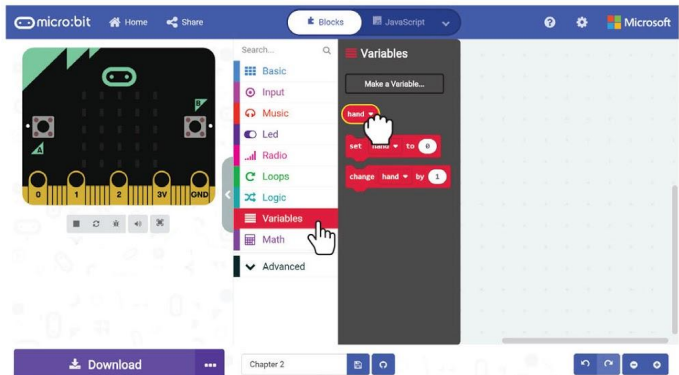 micro:bit Home Share Blocks JavaScript Microsoft
Search...
Basic
Input
Music
Led
Radio
Loops
Logic
Variables
Math
Advanced
Variables
Make a Variable...
hand
set hand to 0
change hand by 1
B
A
0 1 2 3V GND
Download
Chapter 2